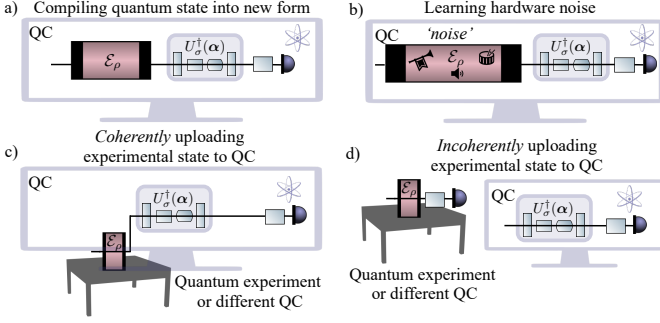 a) Compiling quantum state into new form
QC
ℰρ
U†σ(α)
b) Learning hardware noise
QC
'noise'
ℰρ
U†σ(α)
c) Coherently uploading
experimental state to QC
QC
U†σ(α)
ℰρ
Quantum experiment
or different QC
d) Incoherently uploading
experimental state to QC
ℰρ
QC
U†σ(α)
Quantum experiment
or different QC